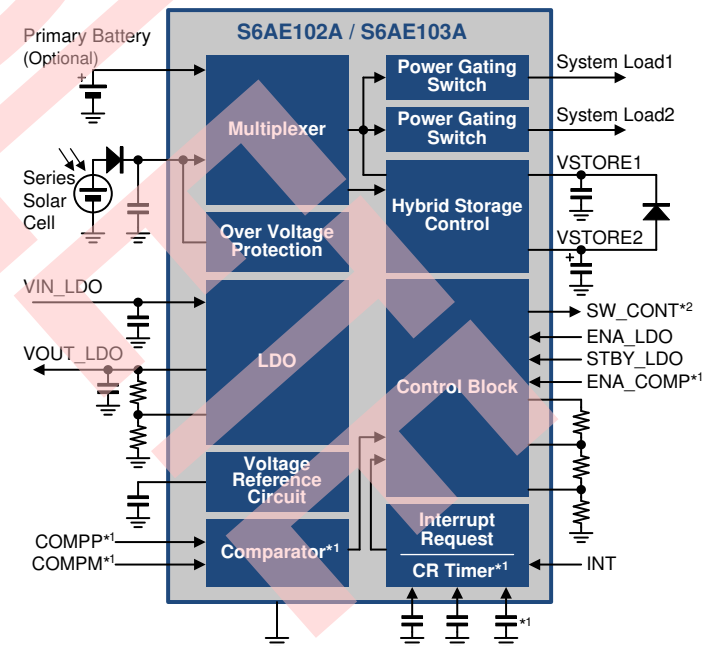 S6AE102A / S6AE103A
Primary Battery
(Optional)
+
Multiplexer
Power Gating
Switch
System Load1
Power Gating
Switch
System Load2
Series
Solar
Cell
Over Voltage
Protection
Hybrid Storage
Control
VSTORE1
VSTORE2
+
VIN_LDO
VOUT_LDO
LDO
Control Block
SW_CONT*2
ENA_LDO
STBY_LDO
ENA_COMP*1
Voltage
Reference
Circuit
COMPP*1
COMPM*1
Comparator*1
Interrupt
Request
CR Timer*1
INT
*1